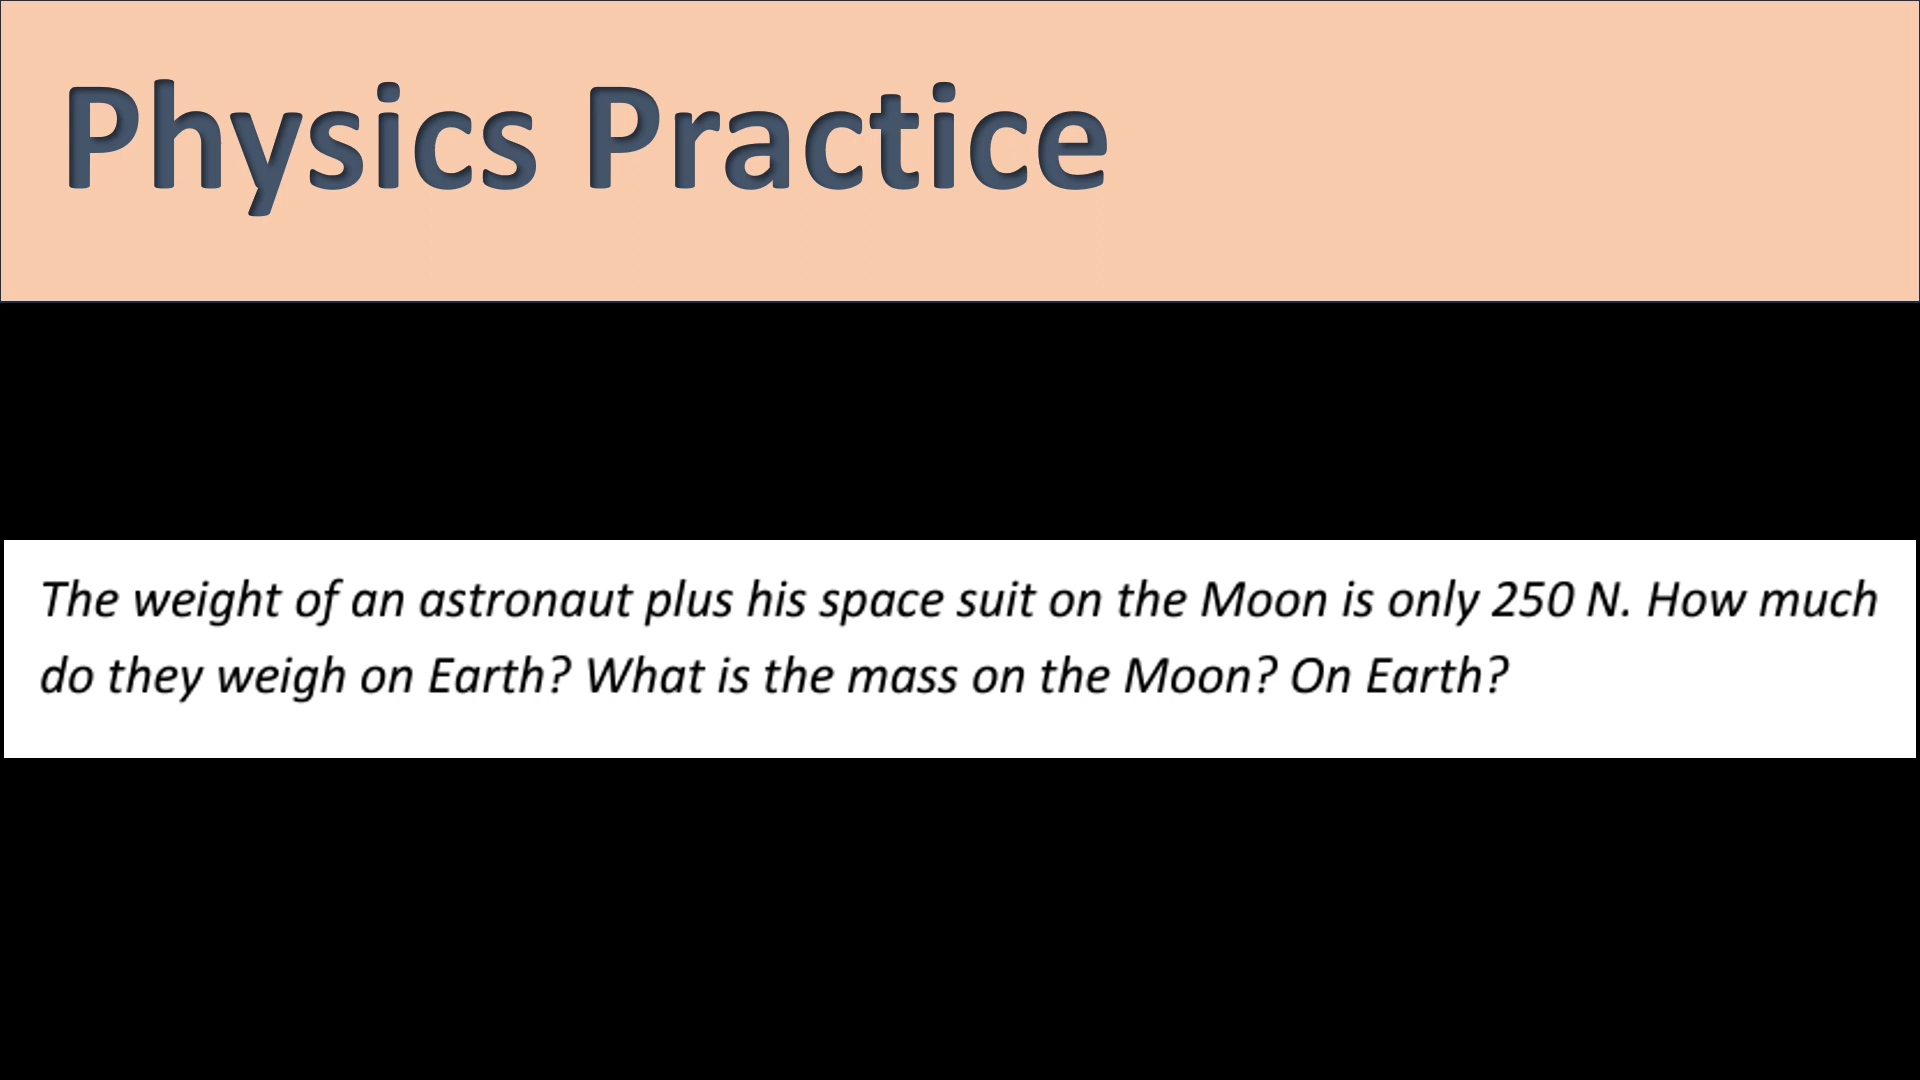 Physics Practice
The weight of an astronaut plus his space suit on the Moon is only 250 N. How much
do they weigh on Earth? What is the mass on the Moon? On Earth?